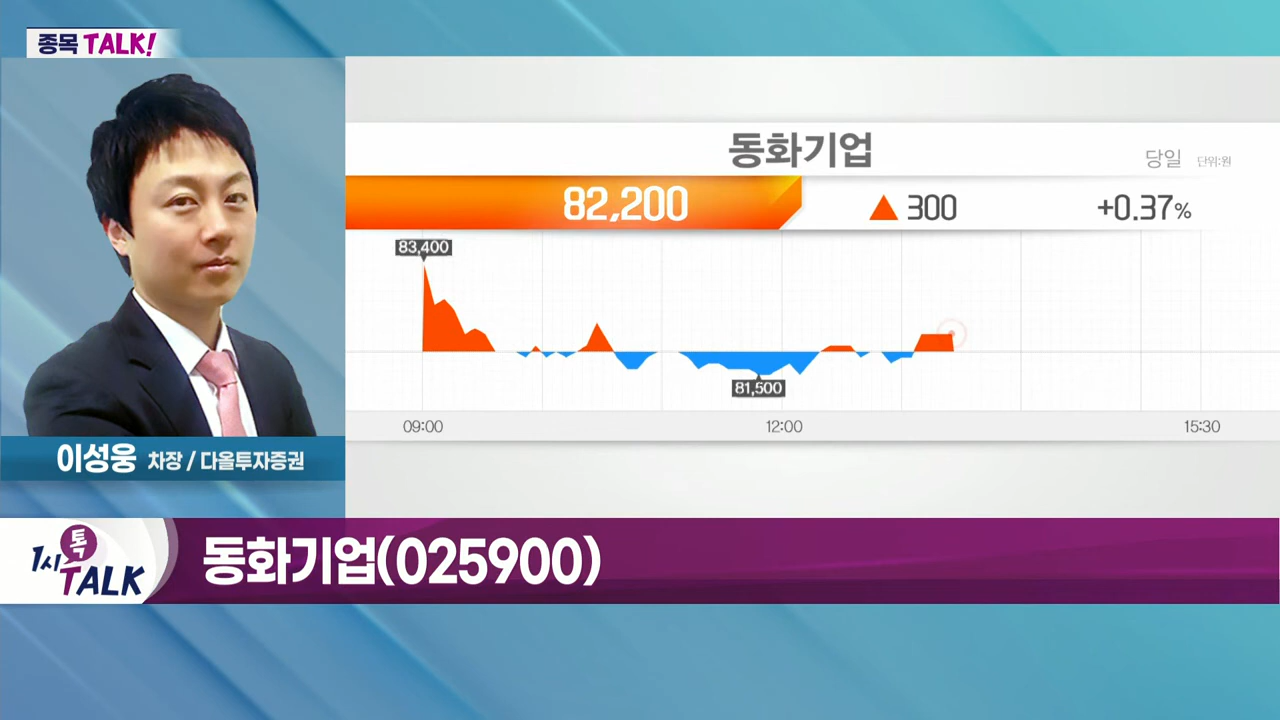 종목 TALK!
동화기업
당일 단위:원
82,200 ▲ 300 +0.37%
83,400
81,500
09:00 12:00 15:30
이성웅 차장 / 다올투자증권
1시 톡 TALK
동화기업(025900)